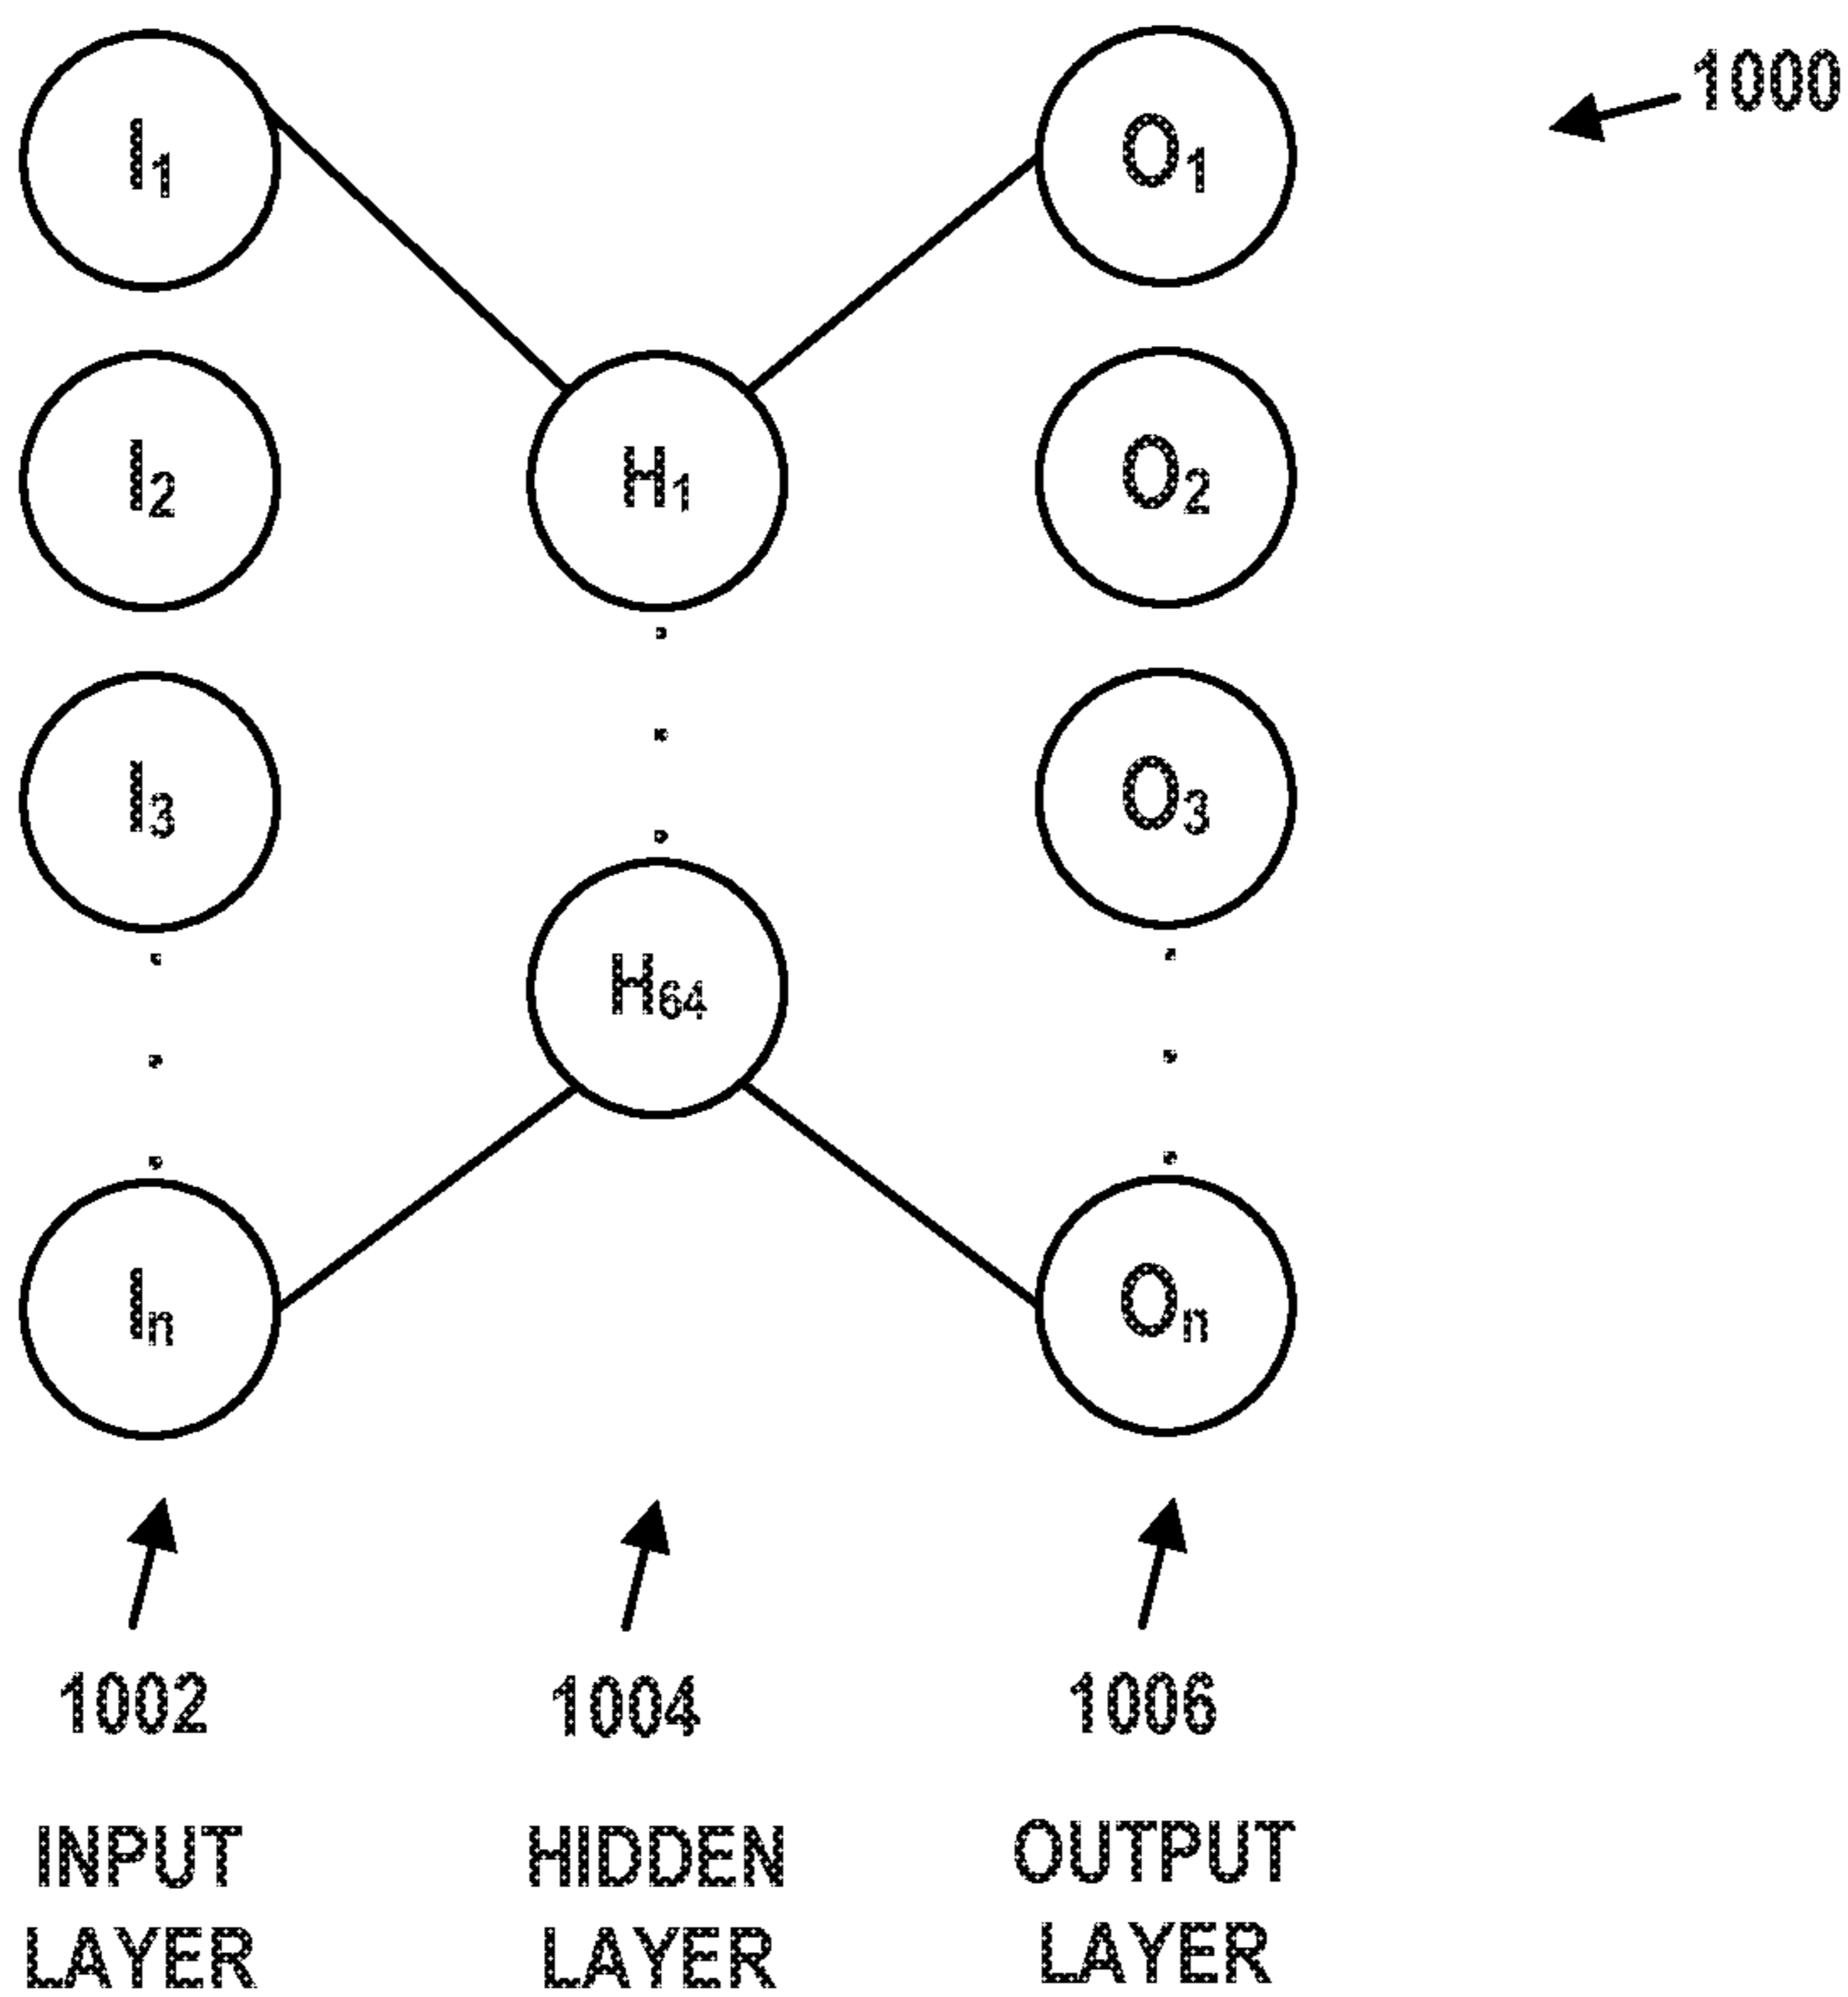 1000
I1
O1
I2
H1
O2
I3
O3
H64
In
On
1002
1004
1006
INPUT LAYER
HIDDEN LAYER
OUTPUT LAYER